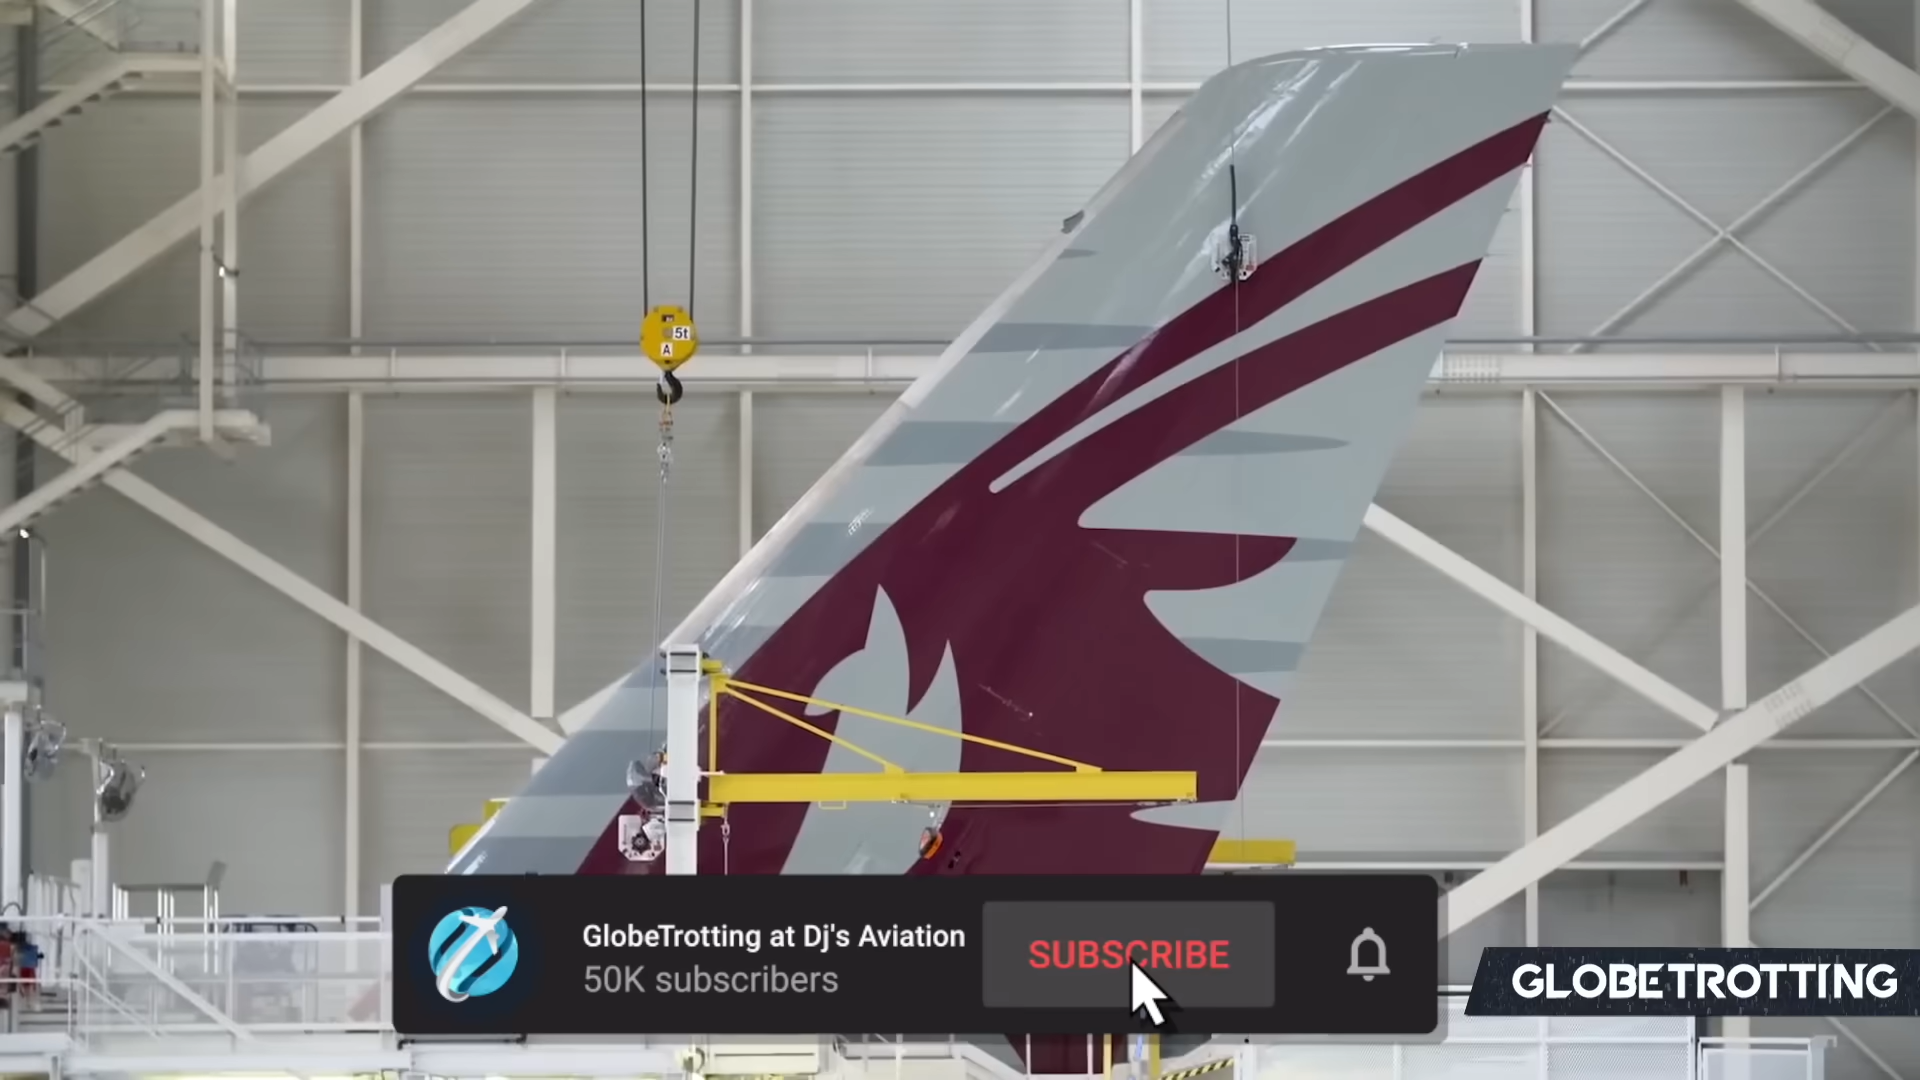 5t
A
GlobeTrotting at Dj's Aviation
50K subscribers
SUBSCRIBE
GLOBETROTTING